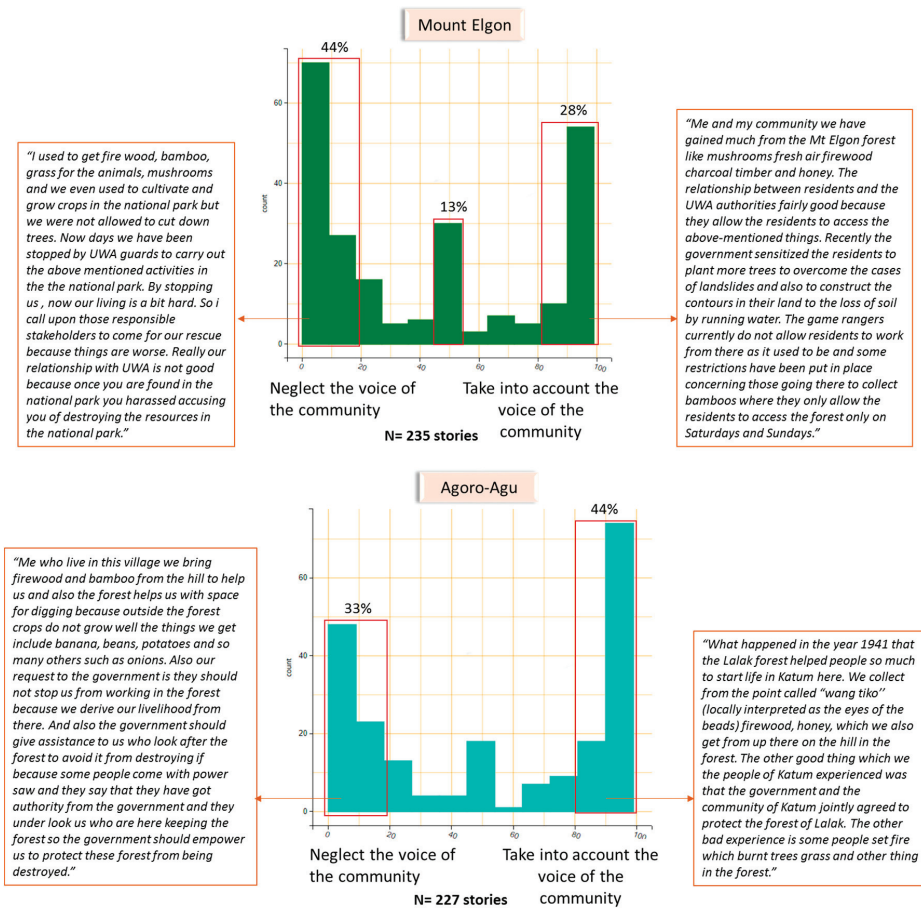 Mount Elgon
44%
28%
13%
60
40
20
0
count
0
20
40
60
80
100
Neglect the voice of
the community
Take into account the
voice of the
community
N= 235 stories
“I used to get fire wood, bamboo,
grass for the animals, mushrooms
and we even used to cultivate and
grow crops in the national park but
we were not allowed to cut down
trees. Now days we have been
stopped by UWA guards to carry out
the above mentioned activities in
the in the national park. By stopping
us , now our living is a bit hard. So i
call upon those responsible
stakeholders to come for our rescue
because things are worse. Really our
relationship with UWA is not good
because once you are found in the
national park you harassed accusing
you of destroying the resources in
the national park.”
“Me and my community we have
gained much from the Mt Elgon forest
like mushrooms fresh air firewood
charcoal timber and honey. The
relationship between residents and the
UWA authorities fairly good because
they allow the residents to access the
above-mentioned things. Recently the
government sensitized the residents to
plant more trees to overcome the cases
of landslides and also to construct the
contours in their land to the loss of soil
by running water. The game rangers
currently do not allow residents to work
from there as it used to be and some
restrictions have been put in place
concerning those going there to collect
bamboos where they only allow the
residents to access the forest only on
Saturdays and Sundays.”
Agoro-Agu
44%
33%
60
40
20
0
count
0
20
40
60
80
100
Neglect the voice of
the community
Take into account the
voice of the
community
N= 227 stories
“Me who live in this village we bring
firewood and bamboo from the hill to help
us and also the forest helps us with space
for digging because outside the forest
crops do not grow well the things we get
include banana, beans, potatoes and so
many others such as onions. Also our
request to the government is they should
not stop us from working in the forest
because we derive our livelihood from
there. And also the government should
give assistance to us who look after the
forest to avoid it from destroying if
because some people come with power
saw and they say that they have got
authority from the government and they
under look us who are here keeping the
forest so the government should empower
us to protect these forest from being
destroyed.”
“What happened in the year 1941 that
the Lalak forest helped people so much
to start life in Katum here. We collect
from the point called “wang tiko’’
(locally interpreted as the eyes of the
beads) firewood, honey, which we also
get from up there on the hill in the
forest. The other good thing which we
the people of Katum experienced was
that the government and the
community of Katum jointly agreed to
protect the forest of Lalak. The other
bad experience is some people set fire
which burnt trees grass and other thing
in the forest.”